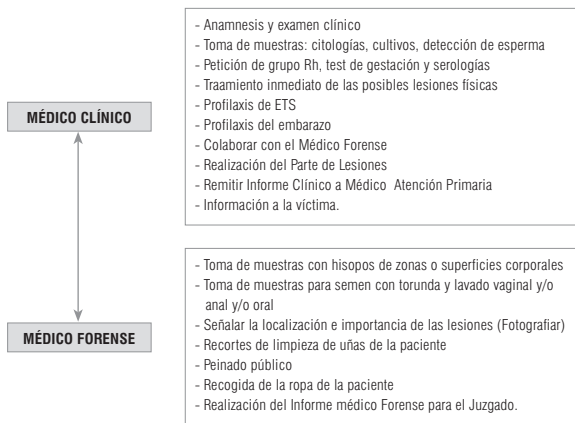 MÉDICO CLÍNICO
- Anamnesis y examen clínico
- Toma de muestras: citologías, cultivos, detección de esperma
- Petición de grupo Rh, test de gestación y serologías
- Traamiento inmediato de las posibles lesiones físicas
- Profilaxis de ETS
- Profilaxis del embarazo
- Colaborar con el Médico Forense
- Realización del Parte de Lesiones
- Remitir Informe Clínico a Médico Atención Primaria
- Información a la víctima.
MÉDICO FORENSE
- Toma de muestras con hisopos de zonas o superficies corporales
- Toma de muestras para semen con torunda y lavado vaginal y/o
anal y/o oral
- Señalar la localización e importancia de las lesiones (Fotografiar)
- Recortes de limpieza de uñas de la paciente
- Peinado público
- Recogida de la ropa de la paciente
- Realización del Informe médico Forense para el Juzgado.